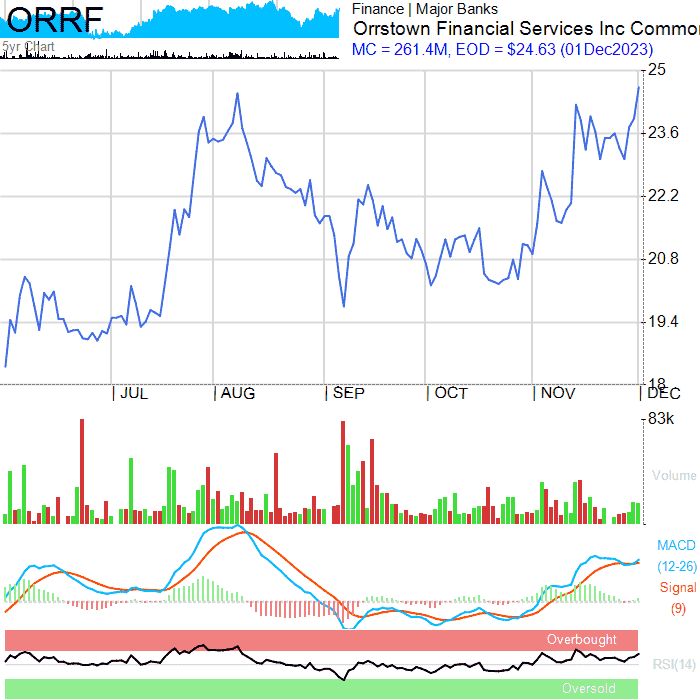 ORRF
5yr Chart
Finance | Major Banks
Orrstown Financial Services Inc Common
MC = 261.4M, EOD = $24.63 (01Dec2023)
25
23.6
22.2
20.8
19.4
18
JUL
AUG
SEP
OCT
NOV
DEC
83k
Volume
MACD
(12-26)
Signal
(9)
Overbought
RSI(14)
Oversold